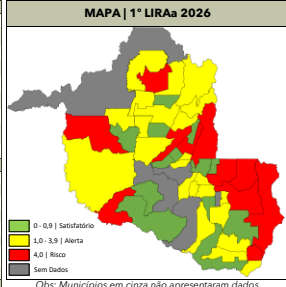 MAPA | 1º LIRAa 2026
0 - 0,9 | Satisfatório
1,0 - 3,9 | Alerta
4,0 | Risco
Sem Dados
Obs: Municípios em cinza não apresentaram dados